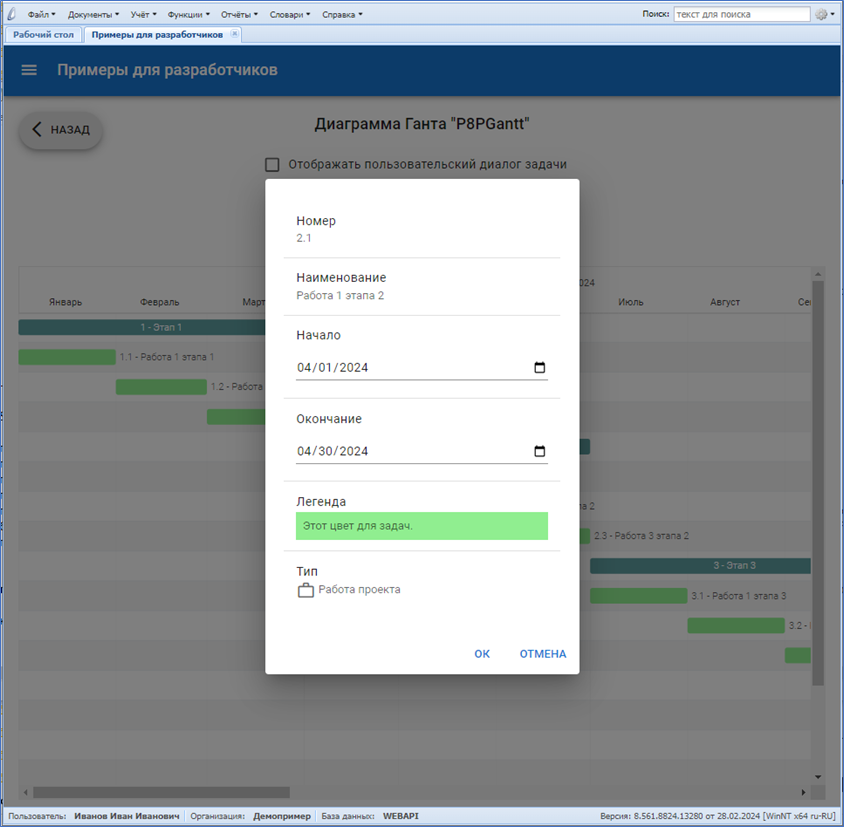 Файл Документы Учёт Функции Отчёты Словари Справка Поиск: текст для поиска
Рабочий стол Примеры для разработчиков
Примеры для разработчиков
НАЗАД
Диаграмма Ганта "P8PGantt"
Отображать пользовательский диалог задачи
Номер
2.1
Наименование
Работа 1 этапа 2
Начало
04/01/2024
Окончание
04/30/2024
Легенда
Этот цвет для задач.
Тип
Работа проекта
ОК ОТМЕНА
024
Январь Февраль Март Июль Август Се
1 - Этап 1
1.1 - Работа 1 этапа 1
1.2 - Работа
па 2
2.3 - Работа 3 этапа 2
3 - Этап 3
3.1 - Работа 1 этапа 3
3.2 -
Пользователь: Иванов Иван Иванович Организация: Демопример База данных: WEBAPI Версия: 8.561.8824.13280 от 28.02.2024 [WinNT x64 ru-RU]